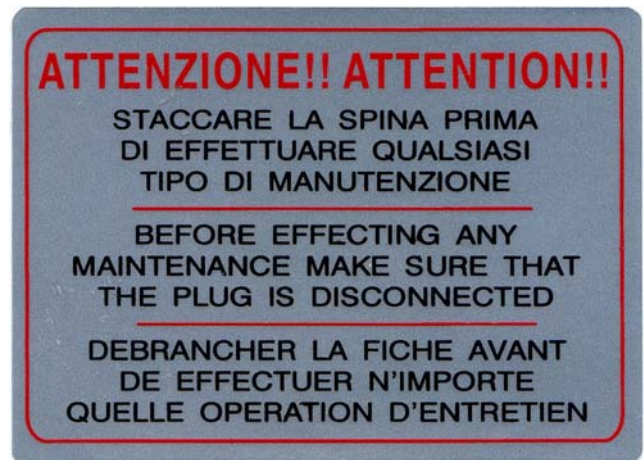 ATTENZIONE!! ATTENTION!!
STACCARE LA SPINA PRIMA
DI EFFETTUARE QUALSIASI
TIPO DI MANUTENZIONE
BEFORE EFFECTING ANY
MAINTENANCE MAKE SURE THAT
THE PLUG IS DISCONNECTED
DEBRANCHER LA FICHE AVANT
DE EFFECTUER N'IMPORTE
QUELLE OPERATION D'ENTRETIEN